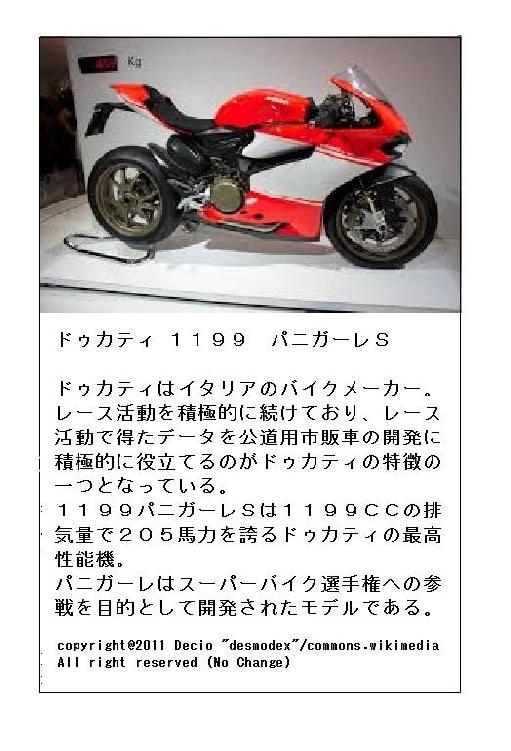 Kg
ドゥカティ １１９９　パニガーレＳ
ドゥカティはイタリアのバイクメーカー。
レース活動を積極的に続けており、レース
活動で得たデータを公道用市販車の開発に
積極的に役立てるのがドゥカティの特徴の
一つとなっている。
１１９９パニガーレＳは１１９９ＣＣの排
気量で２０５馬力を誇るドゥカティの最高
性能機。
パニガーレはスーパーバイク選手権への参
戦を目的として開発されたモデルである。
copyright@2011 Decio "desmodex"/commons.wikimedia
All right reserved (No Change)